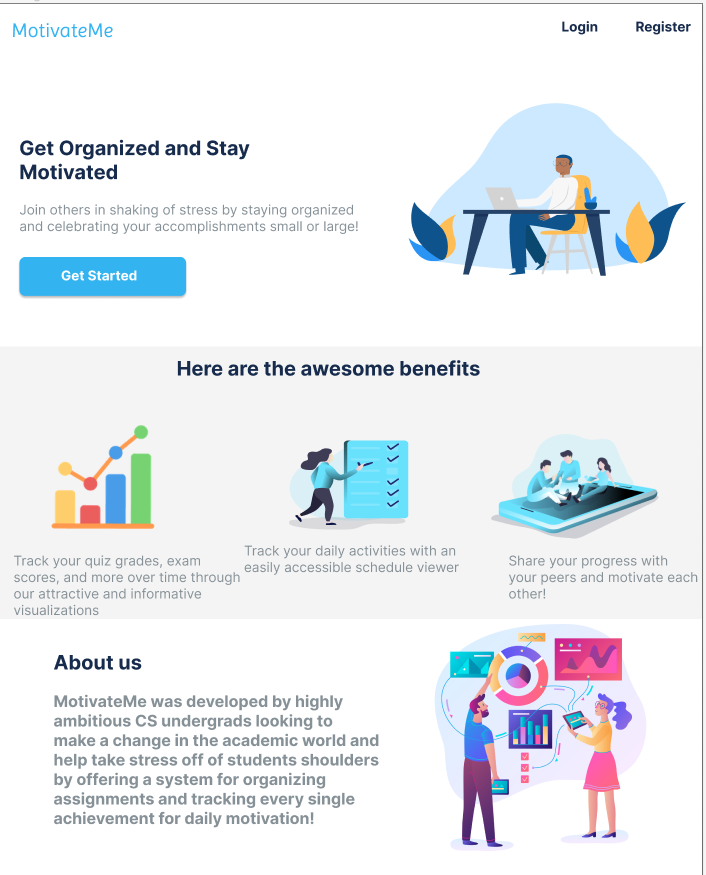 MotivateMe
Login
Register
Get Organized and Stay
Motivated
Join others in shaking of stress by staying organized
and celebrating your accomplishments small or large!
Get Started
Here are the awesome benefits
Track your quiz grades, exam
scores, and more over time through
our attractive and informative
visualizations
Track your daily activities with an
easily accessible schedule viewer
Share your progress with
your peers and motivate each
other!
About us
MotivateMe was developed by highly
ambitious CS undergrads looking to
make a change in the academic world and
help take stress off of students shoulders
by offering a system for organizing
assignments and tracking every single
achievement for daily motivation!